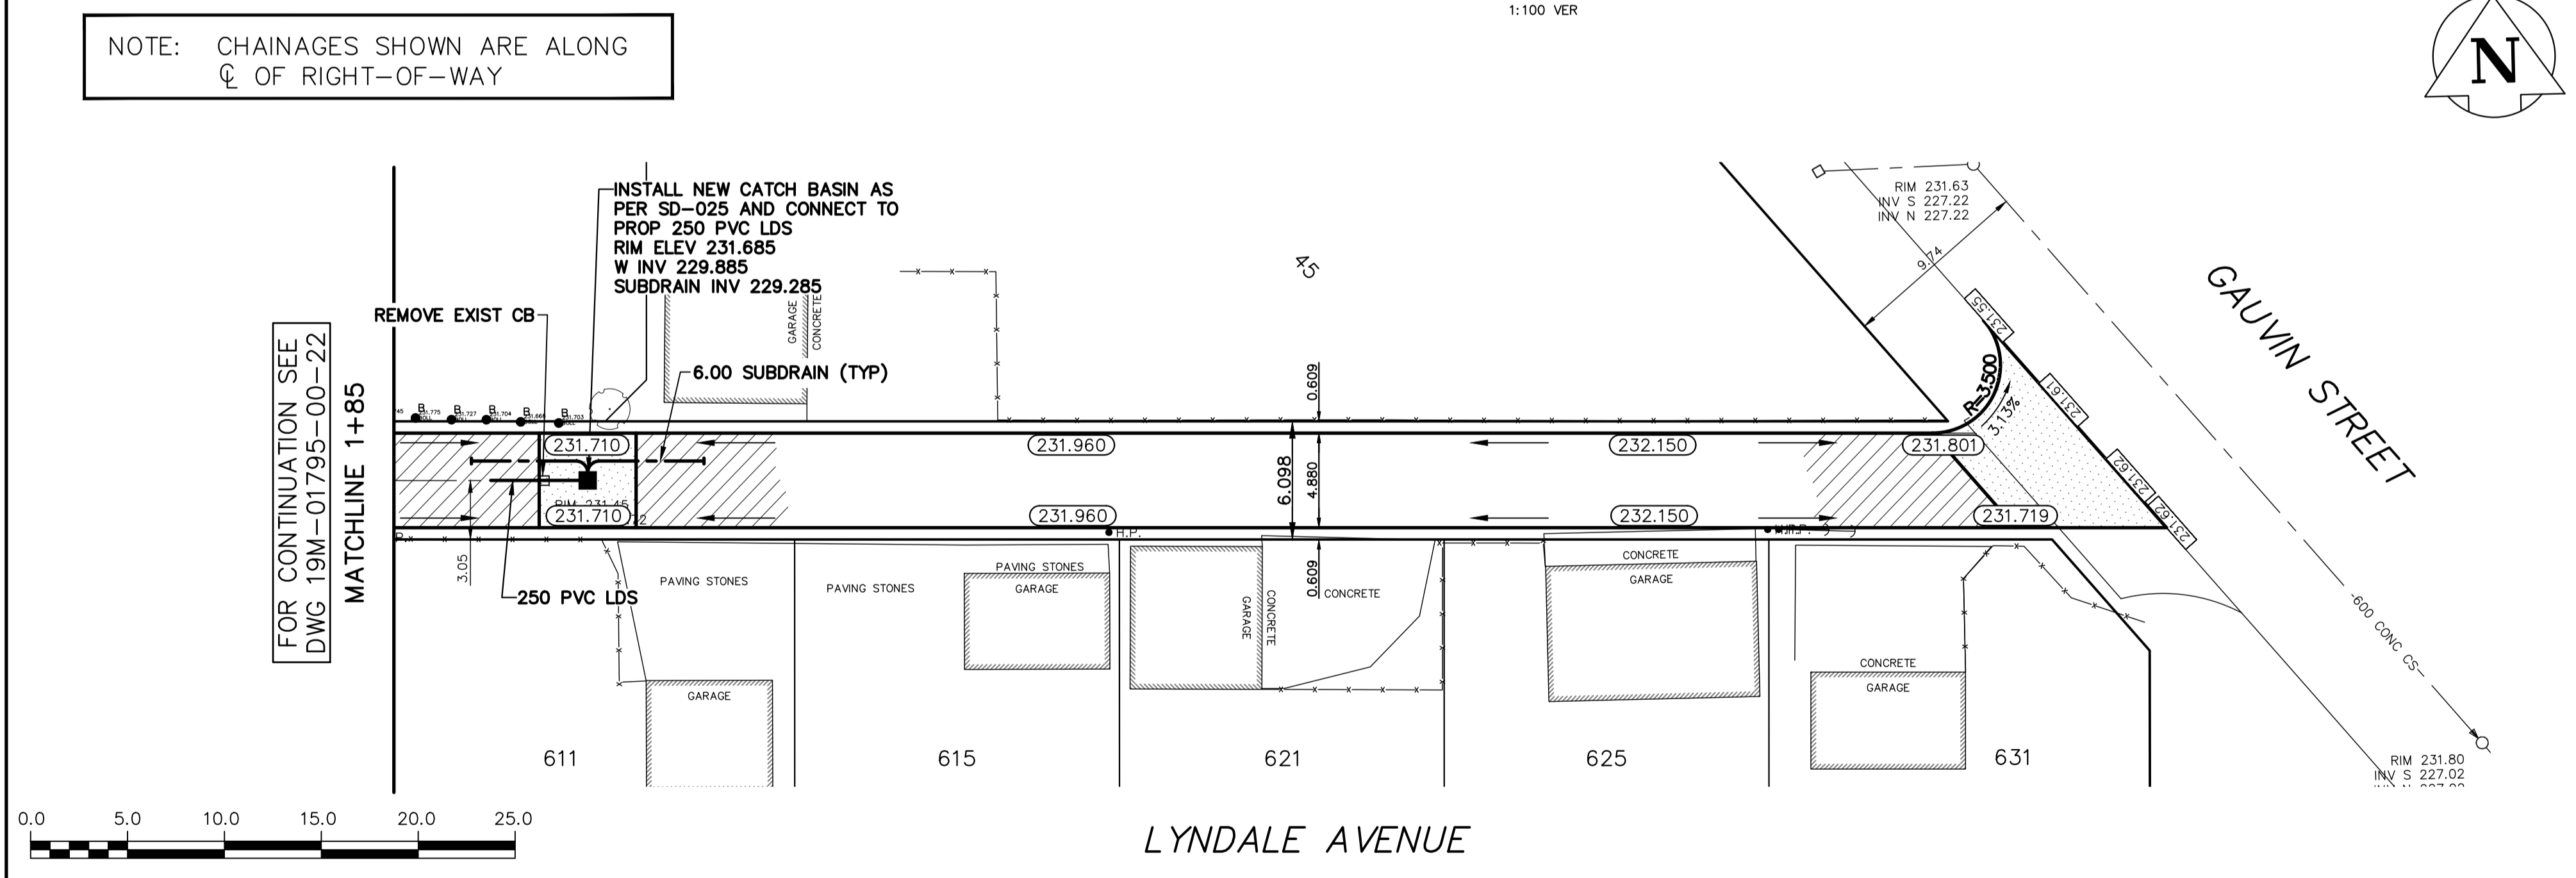 1:100 VER
NOTE: CHAINAGES SHOWN ARE ALONG
℄ OF RIGHT-OF-WAY
N
INSTALL NEW CATCH BASIN AS
PER SD-025 AND CONNECT TO
PROP 250 PVC LDS
RIM ELEV 231.685
W INV 229.885
SUBDRAIN INV 229.285
REMOVE EXIST CB
FOR CONTINUATION SEE
DWG 19M-01795-00-22
MATCHLINE 1+85
GARAGE
CONCRETE
6.00 SUBDRAIN (TYP)
45
RIM 231.63
INV S 227.22
INV N 227.22
9.74
GAUVIN STREET
231.55
R=3.500
3.13%
231.61
231.62
231.62
0.609
B
231.775
B
231.727
B
231.704
B
B
231.703
231.710
231.960
232.150
231.801
6.098
4.880
231.710
231.960
232.150
231.719
H.P.
3.05
250 PVC LDS
PAVING STONES
GARAGE
PAVING STONES
PAVING STONES
GARAGE
GARAGE
CONCRETE
0.609
CONCRETE
CONCRETE
GARAGE
CONCRETE
GARAGE
600 CONC CS
611
615
621
625
631
RIM 231.80
INV S 227.02
0.0 5.0 10.0 15.0 20.0 25.0
LYNDALE AVENUE